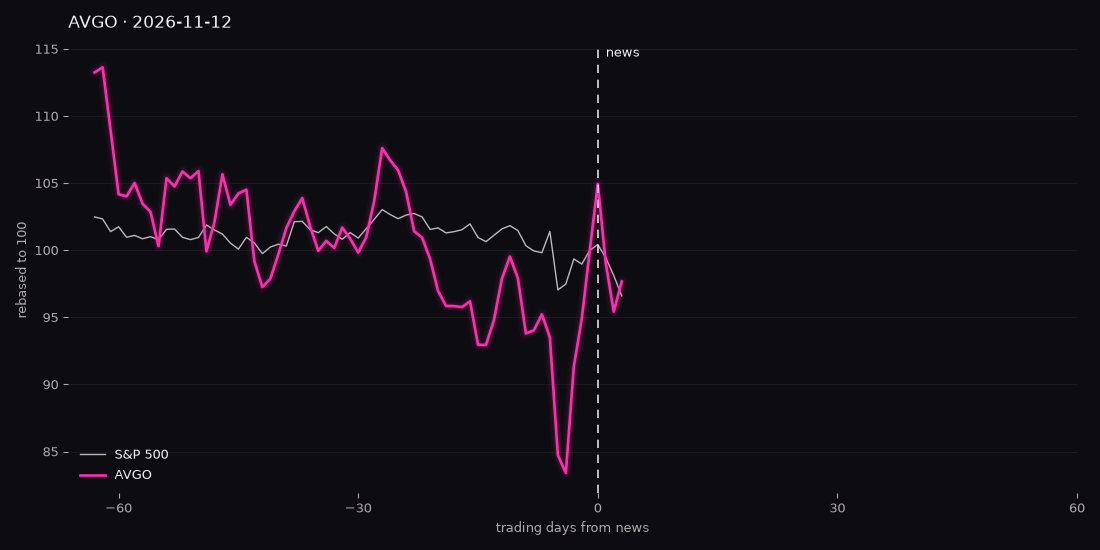 AVGO · 2026-11-12
115
110
105
100
95
90
85
rebased to 100
news
S&P 500
AVGO
−60
−30
0
30
60
trading days from news